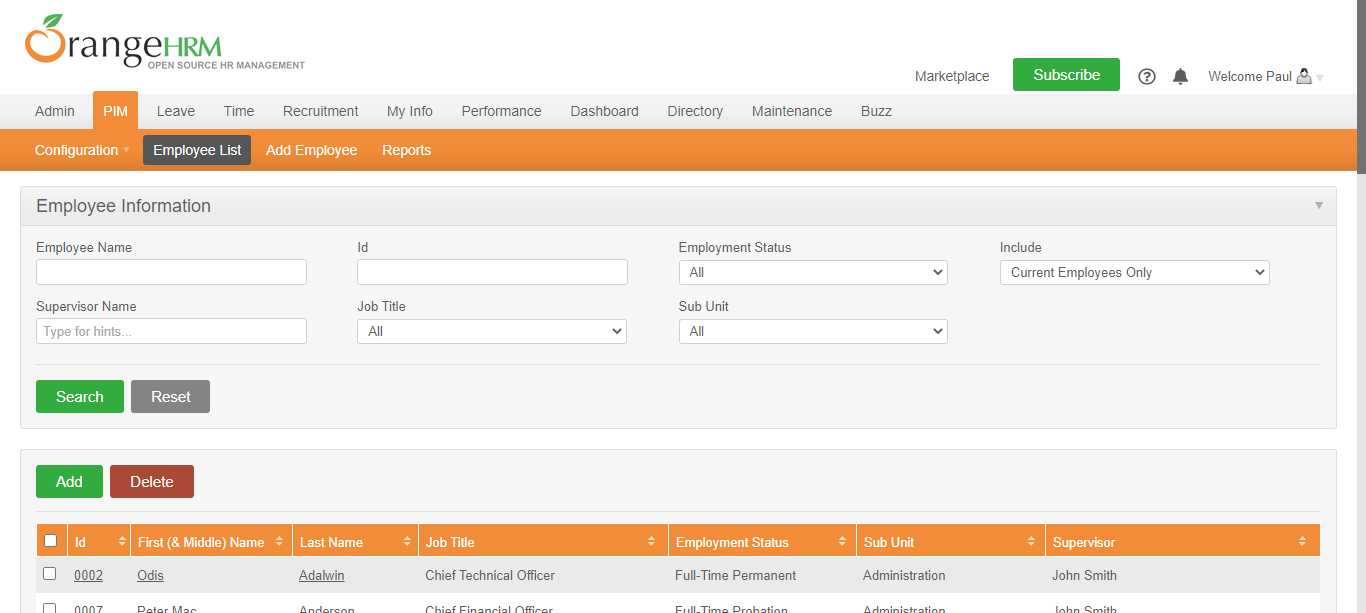 OrangeHRM
OPEN SOURCE HR MANAGEMENT
Marketplace Subscribe Welcome Paul
Admin PIM Leave Time Recruitment My Info Performance Dashboard Directory Maintenance Buzz
Configuration Employee List Add Employee Reports
Employee Information
Employee Name Id Employment Status Include
All Current Employees Only
Supervisor Name Job Title Sub Unit
Type for hints... All All
Search Reset
Add Delete
Id First (& Middle) Name Last Name Job Title Employment Status Sub Unit Supervisor
0002 Odis Adalwin Chief Technical Officer Full-Time Permanent Administration John Smith
0007 Peter Mac Anderson Chief Financial Officer Full-Time Probation Administration John Smith